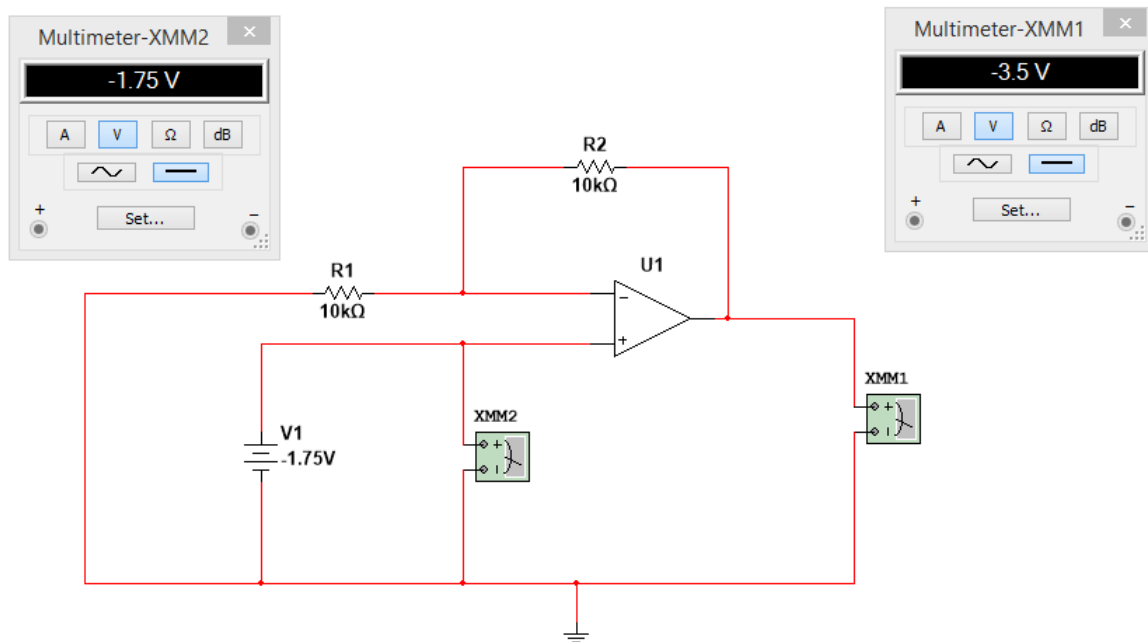 Multimeter-XMM2
×
-1.75 V
A V Ω dB
+
Set...
–
Multimeter-XMM1
×
-3.5 V
A V Ω dB
+
Set...
–
R2
10kΩ
R1
10kΩ
U1
–
+
XMM1
+
XMM2
+
V1
-1.75V